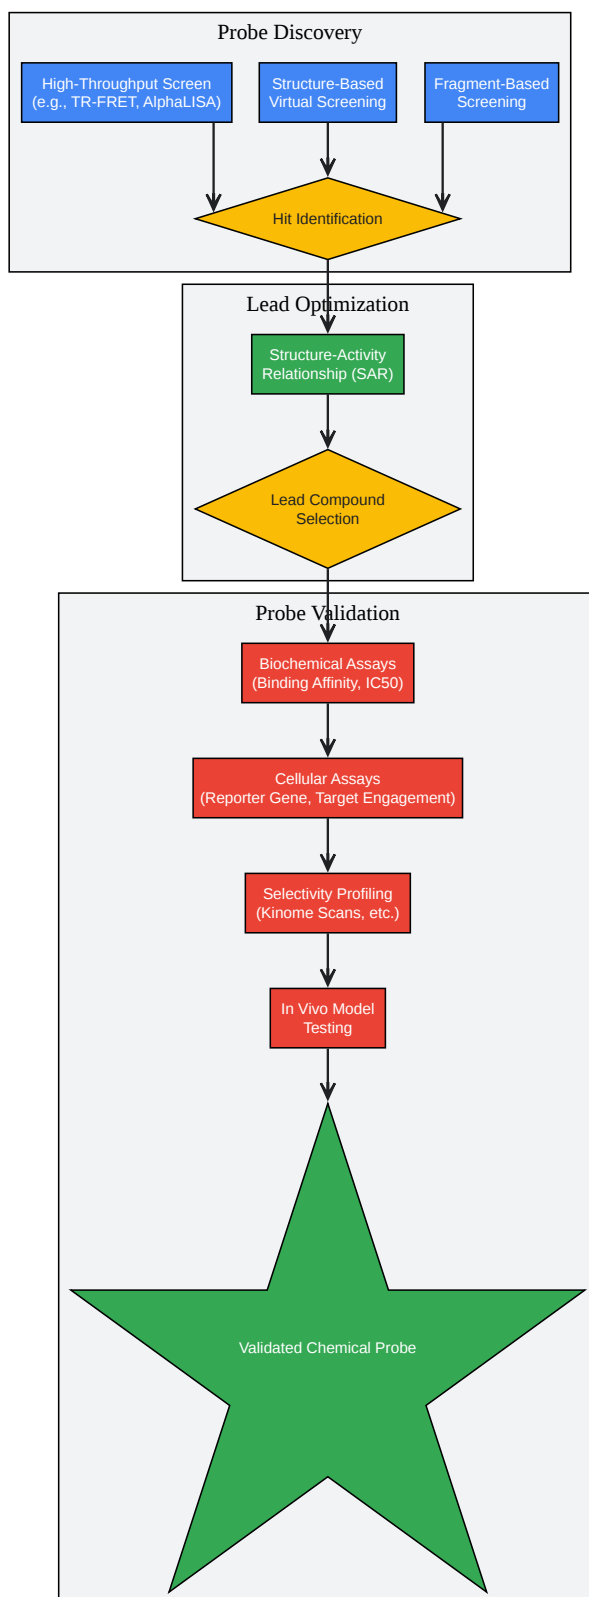 Probe Discovery
High-Throughput Screen
(e.g., TR-FRET, AlphaLISA)
Structure-Based
Virtual Screening
Fragment-Based
Screening
Hit Identification
Lead Optimization
Structure-Activity
Relationship (SAR)
Lead Compound
Selection
Probe Validation
Biochemical Assays
(Binding Affinity, IC50)
Cellular Assays
(Reporter Gene, Target Engagement)
Selectivity Profiling
(Kinome Scans, etc.)
In Vivo Model
Testing
Validated Chemical Probe